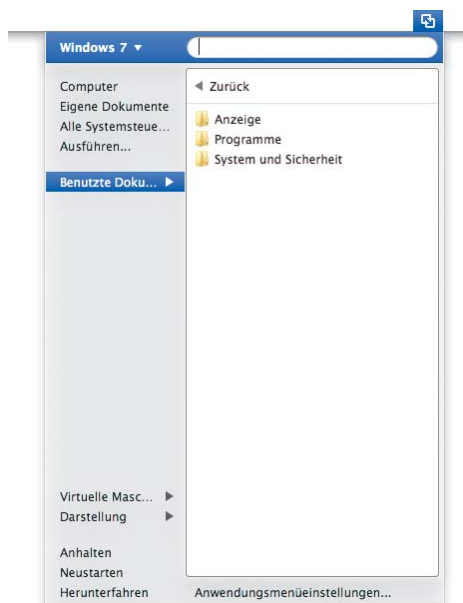 Windows 7
Computer
Eigene Dokumente
Alle Systemsteue...
Ausführen...
Benutzte Doku...
Virtuelle Masc...
Darstellung
Anhalten
Neustarten
Herunterfahren
Zurück
Anzeige
Programme
System und Sicherheit
Anwendungsmenüeinstellungen...